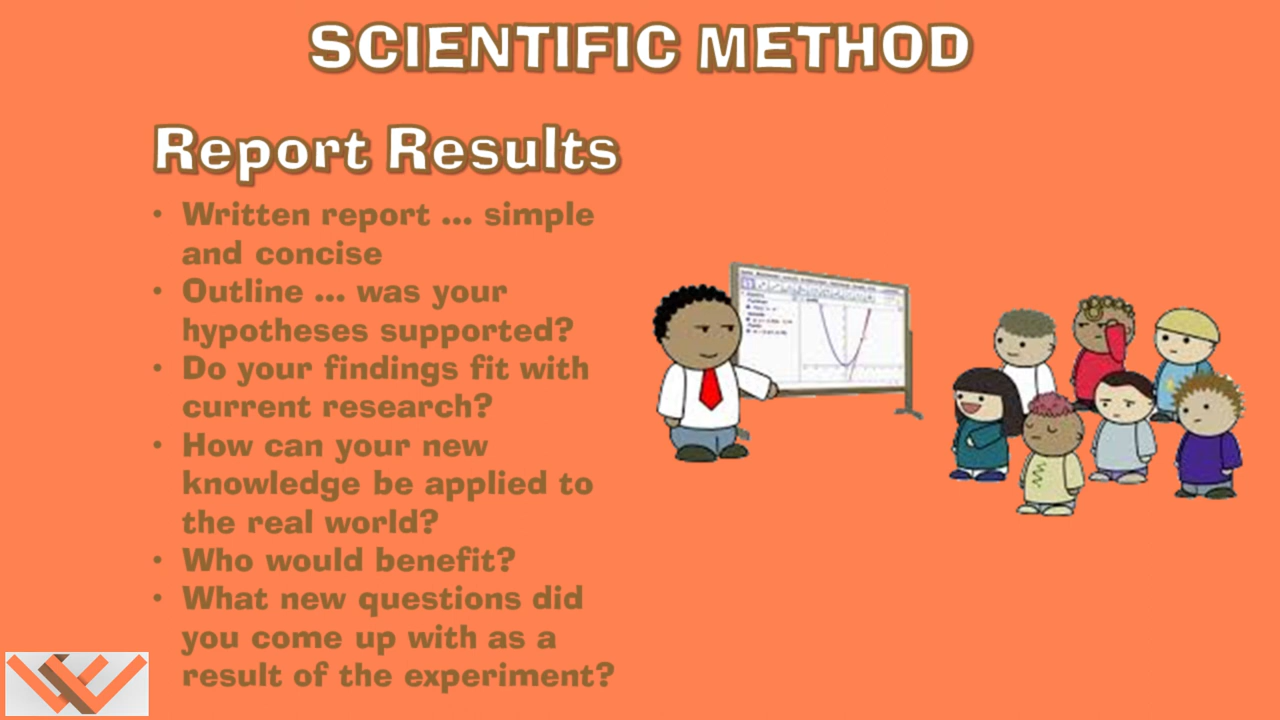 SCIENTIFIC METHOD
Report Results
• Written report ... simple
and concise
• Outline ... was your
hypotheses supported?
• Do your findings fit with
current research?
• How can your new
knowledge be applied to
the real world?
• Who would benefit?
• What new questions did
you come up with as a
result of the experiment?